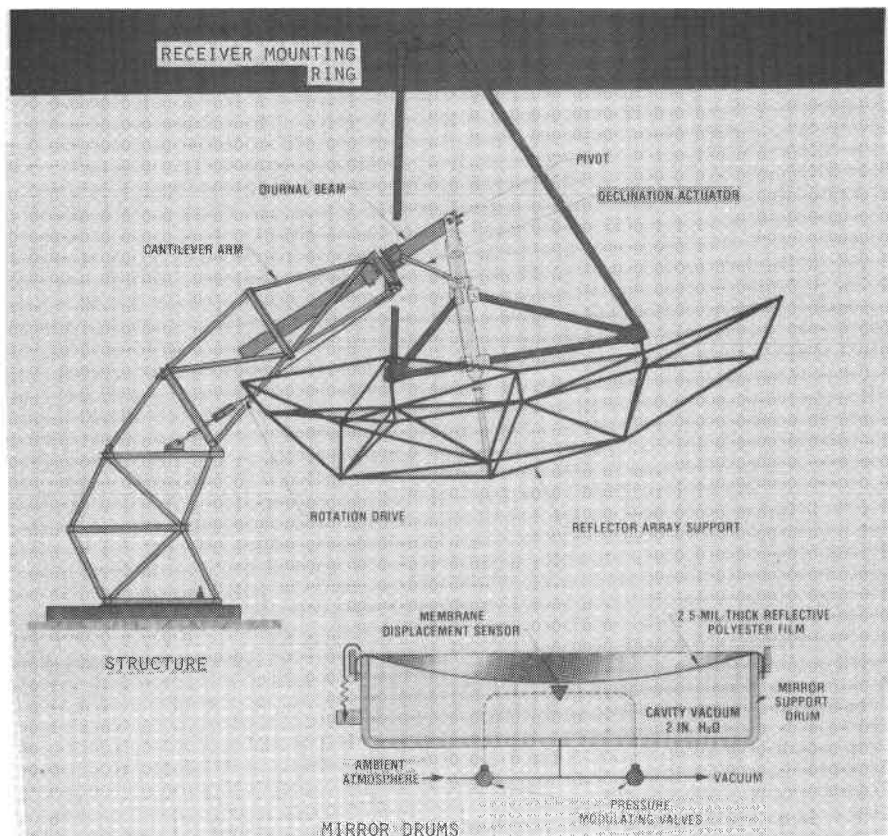 RECEIVER MOUNTING
RING
PIVOT
DIURNAL BEAM
DECLINATION ACTUATOR
CANTILEVER ARM
ROTATION DRIVE
REFLECTOR ARRAY SUPPORT
MEMBRANE
DISPLACEMENT SENSOR
2.5 MIL THICK REFLECTIVE
POLYESTER FILM
STRUCTURE
MIRROR
SUPPORT
DRUM
CAVITY VACUUM
2 IN. H₂O
AMBIENT
ATMOSPHERE
VACUUM
PRESSURE
MODULATING VALVES
MIRROR DRUMS